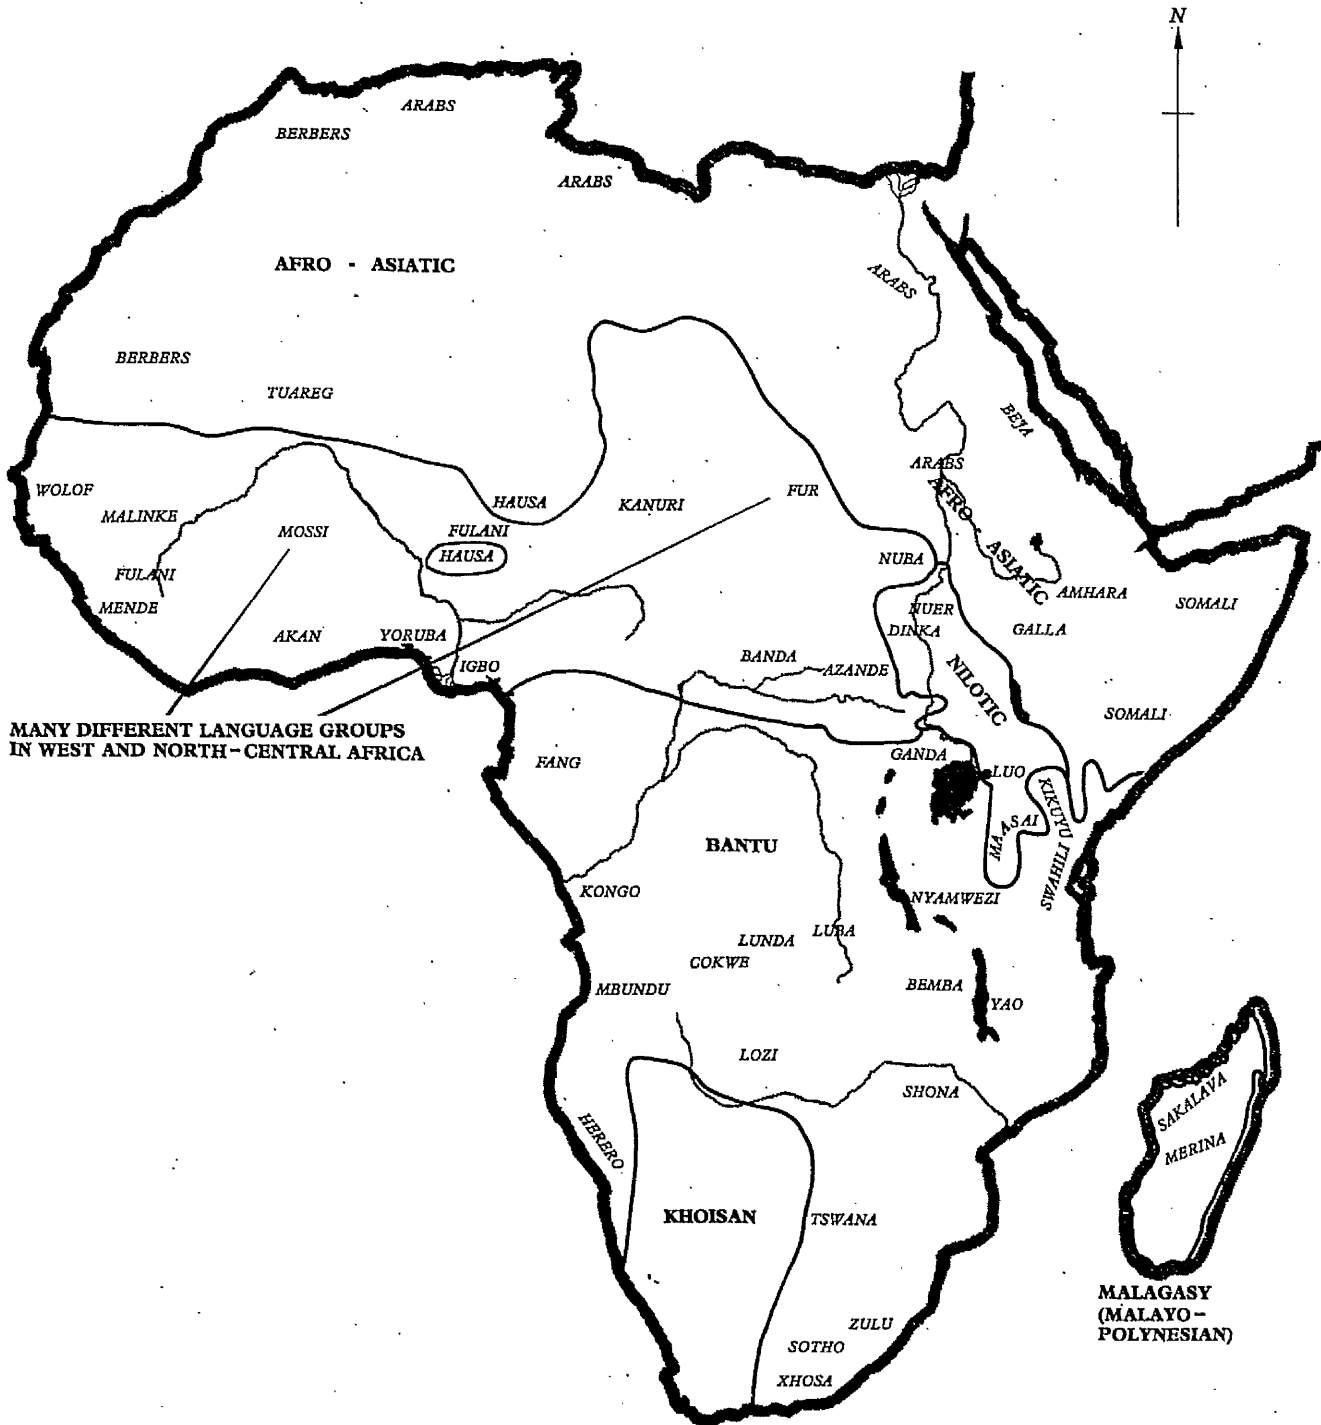 N
ARABS
BERBERS
ARABS
AFRO - ASIATIC
ARABS
BERBERS
TUAREG
BEJA
ARABS
WOLOF
HAUSA
KANURI
FUR
AFRO - ASIATIC
MALINKE
MOSSI
FULANI
HAUSA
NUBA
FULANI
AMHARA
MENDE
SOMALI
NUER
AKAN
YORUBA
DINKA
GALLA
IGBO
BANDA
AZANDE
NILOTIC
SOMALI
MANY DIFFERENT LANGUAGE GROUPS
IN WEST AND NORTH-CENTRAL AFRICA
FANG
GANDA
LUO
KIKUYU
MAASAI
BANTU
SWAHILI
KONGO
NYAMWEZI
LUNDA
LUBA
COKWE
MBUNDU
BEMBA
YAO
LOZI
SHONA
SAKALAVA
HERERO
MERINA
KHOISAN
TSWANA
MALAGASY
(MALAYO-
POLYNESIAN)
ZULU
SOTHO
XHOSA